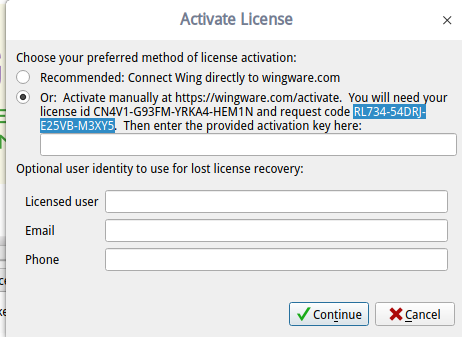 Activate License
Choose your preferred method of license activation:
Recommended: Connect Wing directly to wingware.com
Or: Activate manually at https://wingware.com/activate. You will need your
license id CN4V1-G93FM-YRKA4-HEM1N and request code RL734-54DRJ-
E25VB-M3XY5. Then enter the provided activation key here:
Optional user identity to use for lost license recovery:
Licensed user
Email
Phone
Continue
Cancel